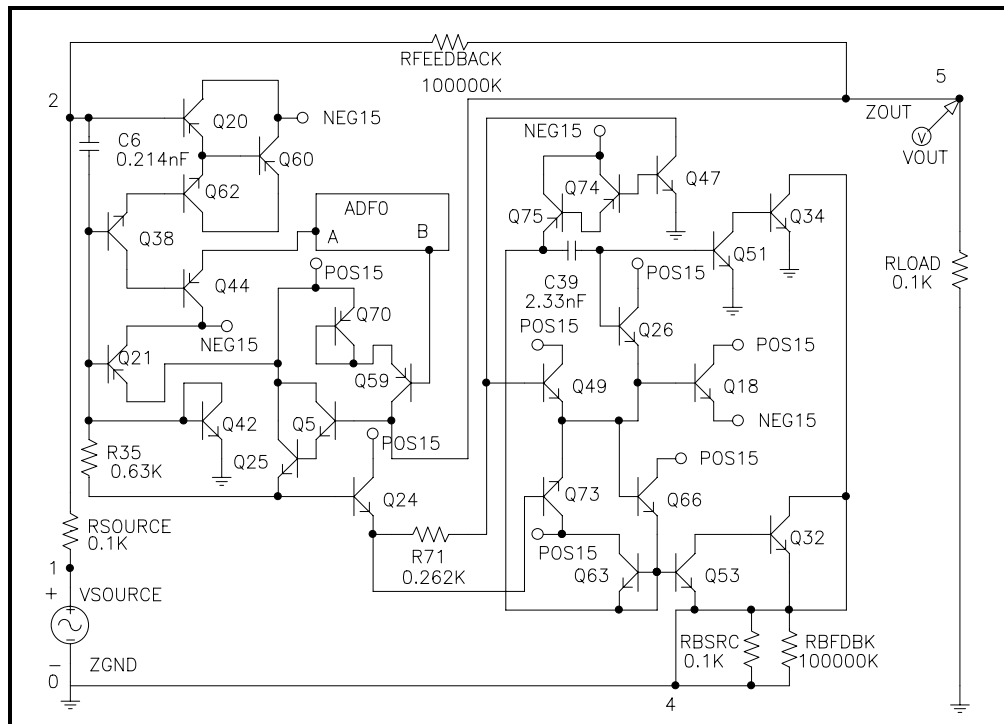 RFEEDBACK
100000K
5
2
ZOUT
V
VOUT
Q20
NEG15
C6
0.214nF
Q60
NEG15
Q47
Q62
Q74
Q75
ADF0
A
B
Q38
Q34
Q51
Q44
POS15
POS15
C39
2.33nF
RLOAD
0.1K
Q70
NEG15
POS15
Q26
Q21
Q59
POS15
Q49
Q18
Q42
Q5
NEG15
R35
0.63K
Q25
POS15
POS15
Q24
Q73
Q66
RSOURCE
0.1K
R71
0.262K
POS15
Q32
Q63
Q53
1
+
VSOURCE
+
−
−
0
ZGND
RBSRC
0.1K
RBFDBK
100000K
4